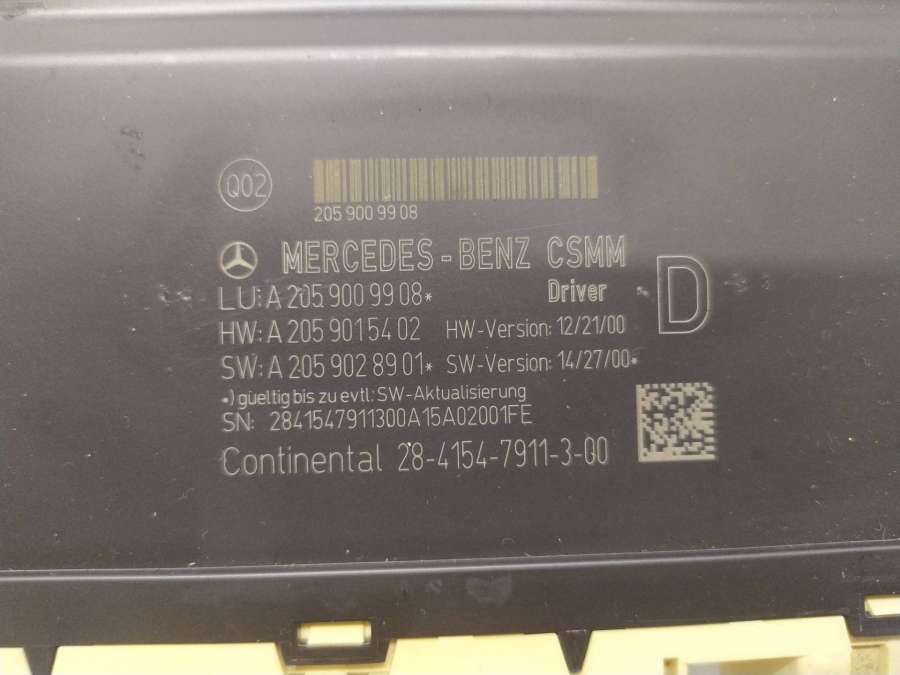 Q02
205 900 99 08
MERCEDES-BENZ CSMM
LU: A 205 900 99 08* Driver D
HW: A 205 901 54 02 HW-Version: 12/21/00
SW: A 205 902 89 01* SW-Version: 14/27/00*
*) gueltig bis zu evtl. SW-Aktualisierung
SN: 2841547911300A15A02001FE
Continental 28-4154-7911-3-00